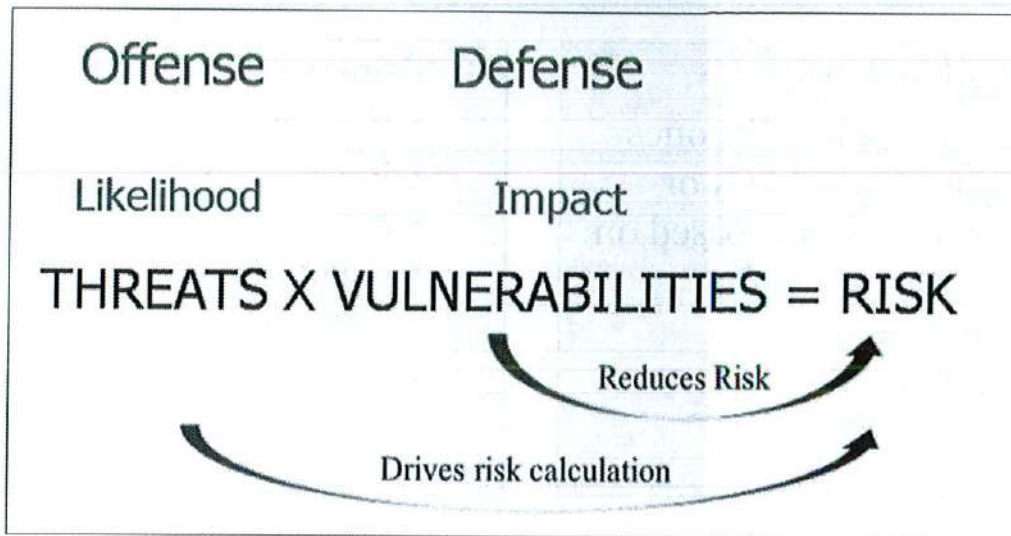 Offense Defense
Likelihood Impact
THREATS X VULNERABILITIES = RISK
Reduces Risk
Drives risk calculation